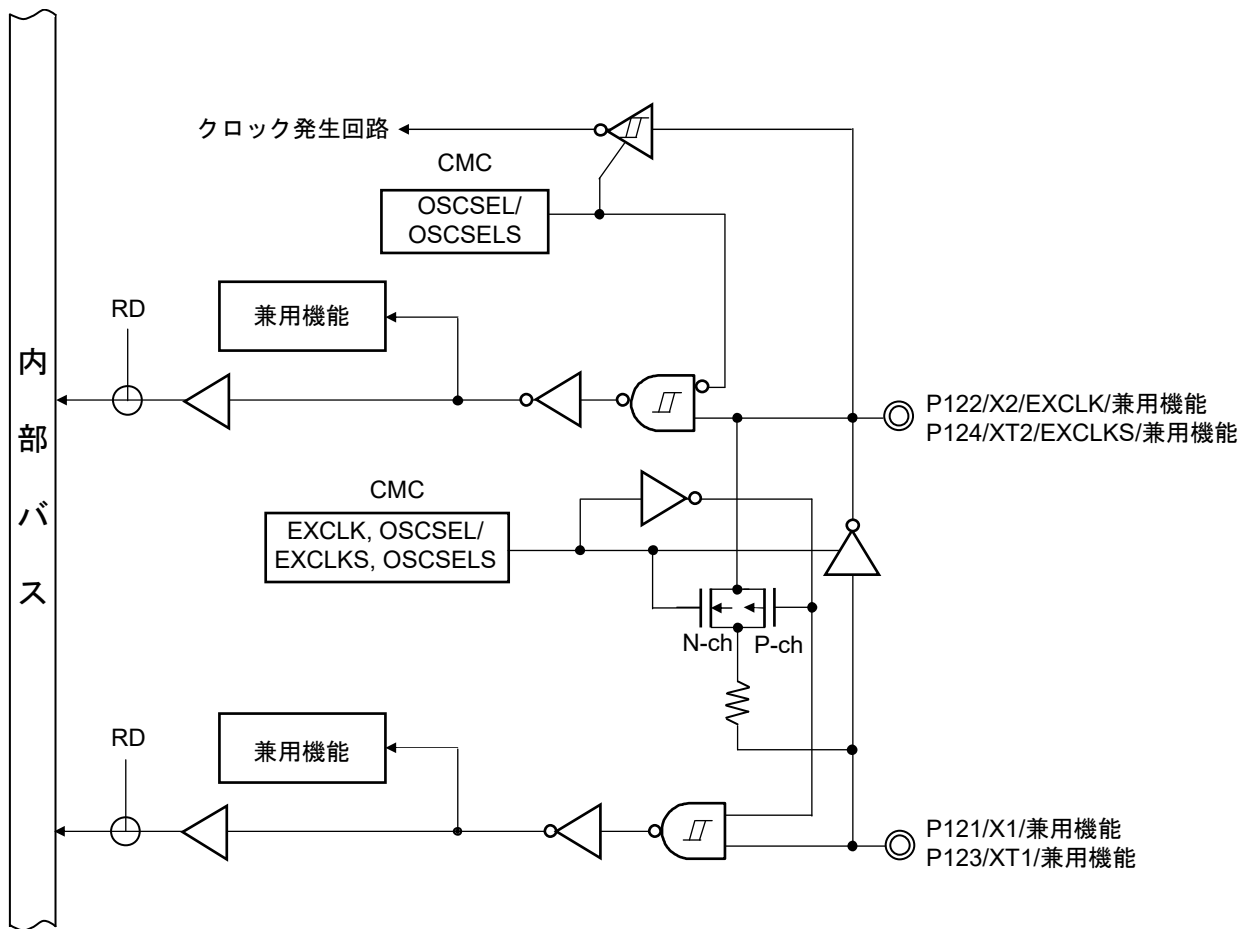 クロック発生回路
CMC
OSCSEL/
OSCSELS
RD
兼用機能
内部バス
P122/X2/EXCLK/兼用機能
P124/XT2/EXCLKS/兼用機能
CMC
EXCLK, OSCSEL/
EXCLKS, OSCSELS
N-ch
P-ch
RD
兼用機能
P121/X1/兼用機能
P123/XT1/兼用機能